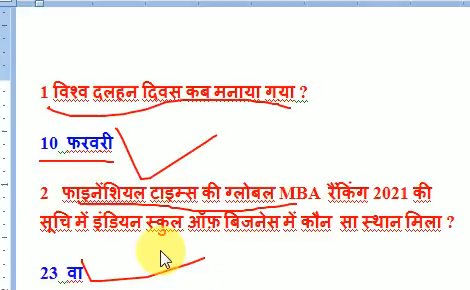 1 विश्व दलहन दिवस कब मनाया गया ?
10 फरवरी
2 फाइनेंशियल टाइम्स की ग्लोबल MBA रैंकिंग 2021 की
सूचि में इंडियन स्कुल ऑफ़ बिजनेस में कौन सा स्थान मिला ?
23 वा